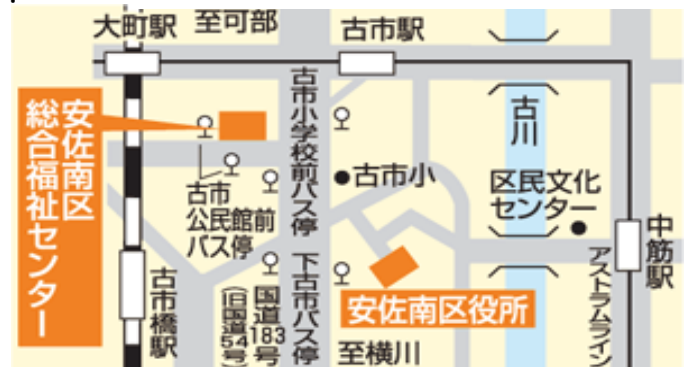 大町駅
至可部
古市駅
安佐南区
総合福祉センター
古市小学校前バス停
古川
古市小
古市
公民館前
バス停
区民文化
センター
中筋駅
アストラムライン
下古市バス停
安佐南区役所
古市橋駅
国道183号
(旧国道54号)
至横川